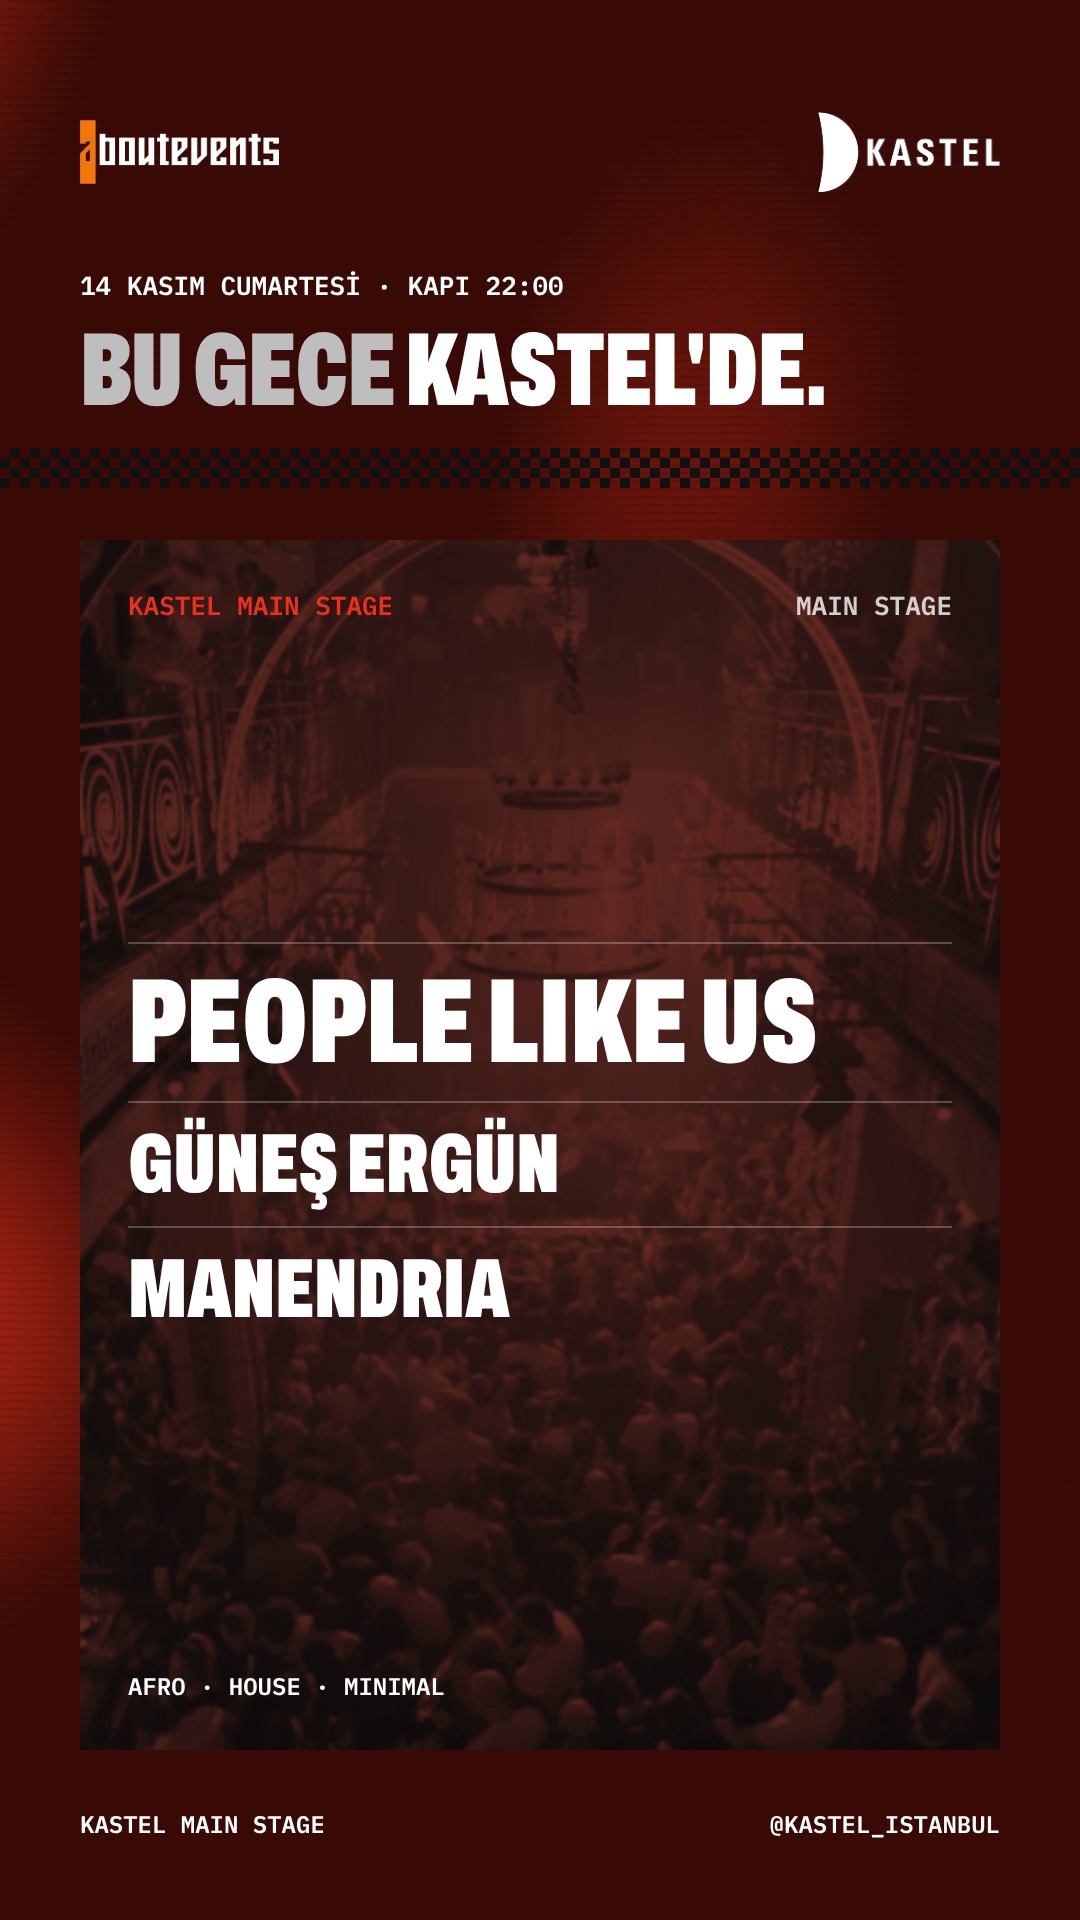 aboutevents
KASTEL
14 KASIM CUMARTESİ · KAPI 22:00
BU GECE KASTEL'DE.
KASTEL MAIN STAGE
MAIN STAGE
PEOPLE LIKE US
GÜNEŞ ERGÜN
MANENDRIA
AFRO · HOUSE · MINIMAL
KASTEL MAIN STAGE
@KASTEL_ISTANBUL